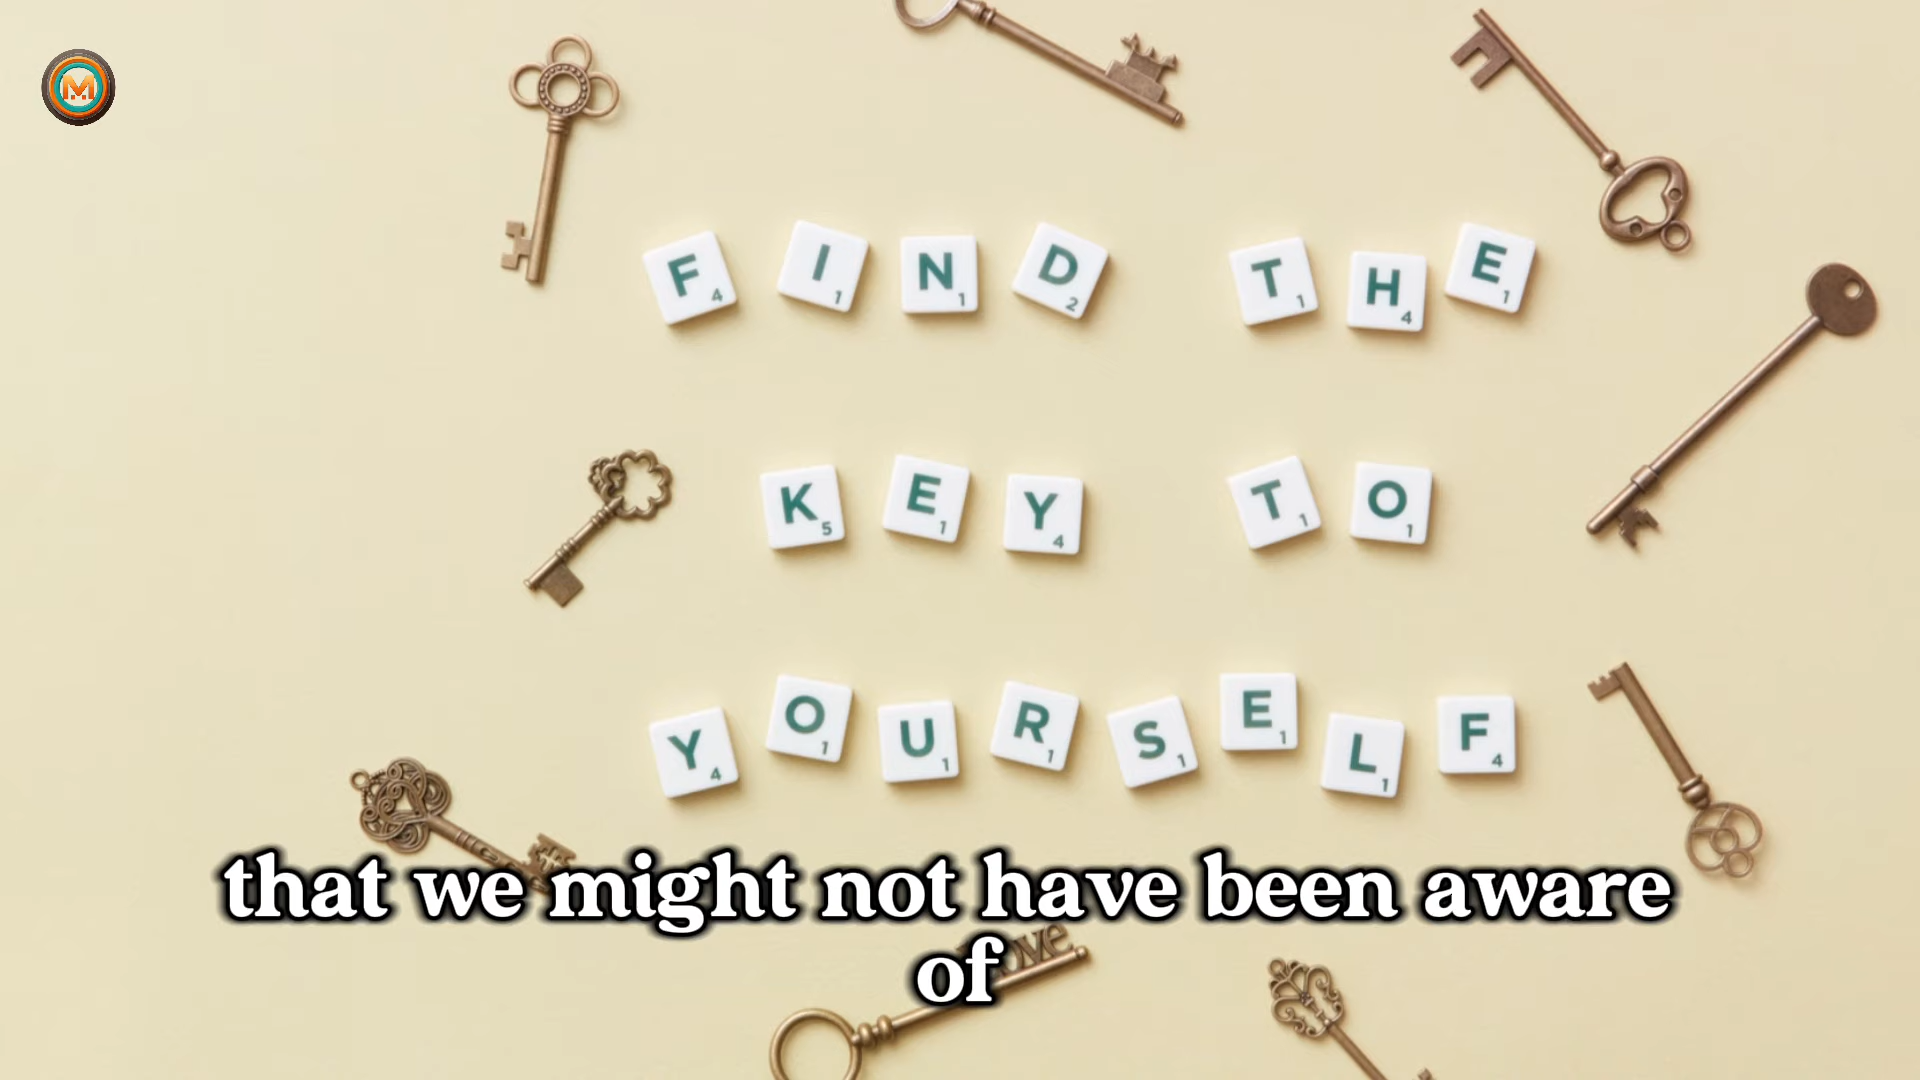 M
FIND THE
KEY TO
YOURSELF
that we might not have been aware
of